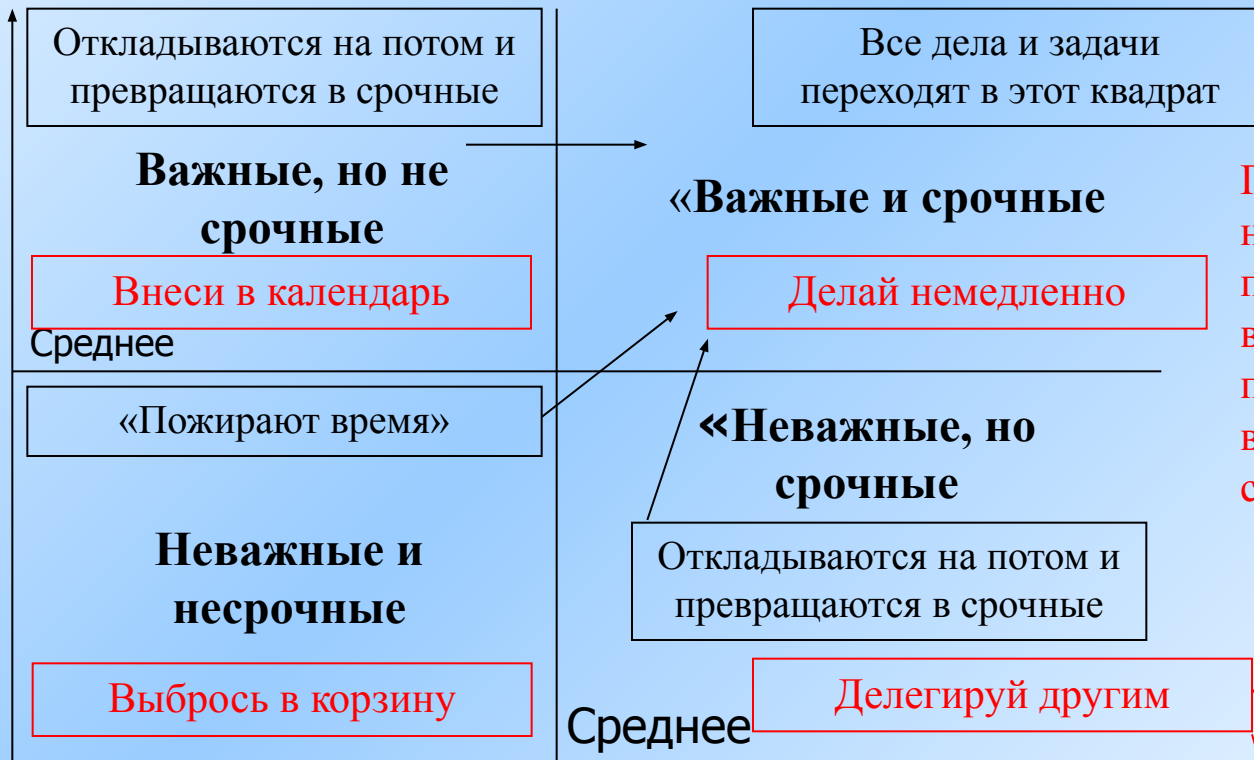 Откладываются на потом и
превращаются в срочные
Важные, но не
срочные
Внеси в календарь
Среднее
Все дела и задачи
переходят в этот квадрат
«Важные и срочные
Делай немедленно
«Пожирают время»
Неважные и
несрочные
Выбрось в корзину
«Неважные, но
срочные
Откладываются на потом и
превращаются в срочные
Делегируй другим
Среднее